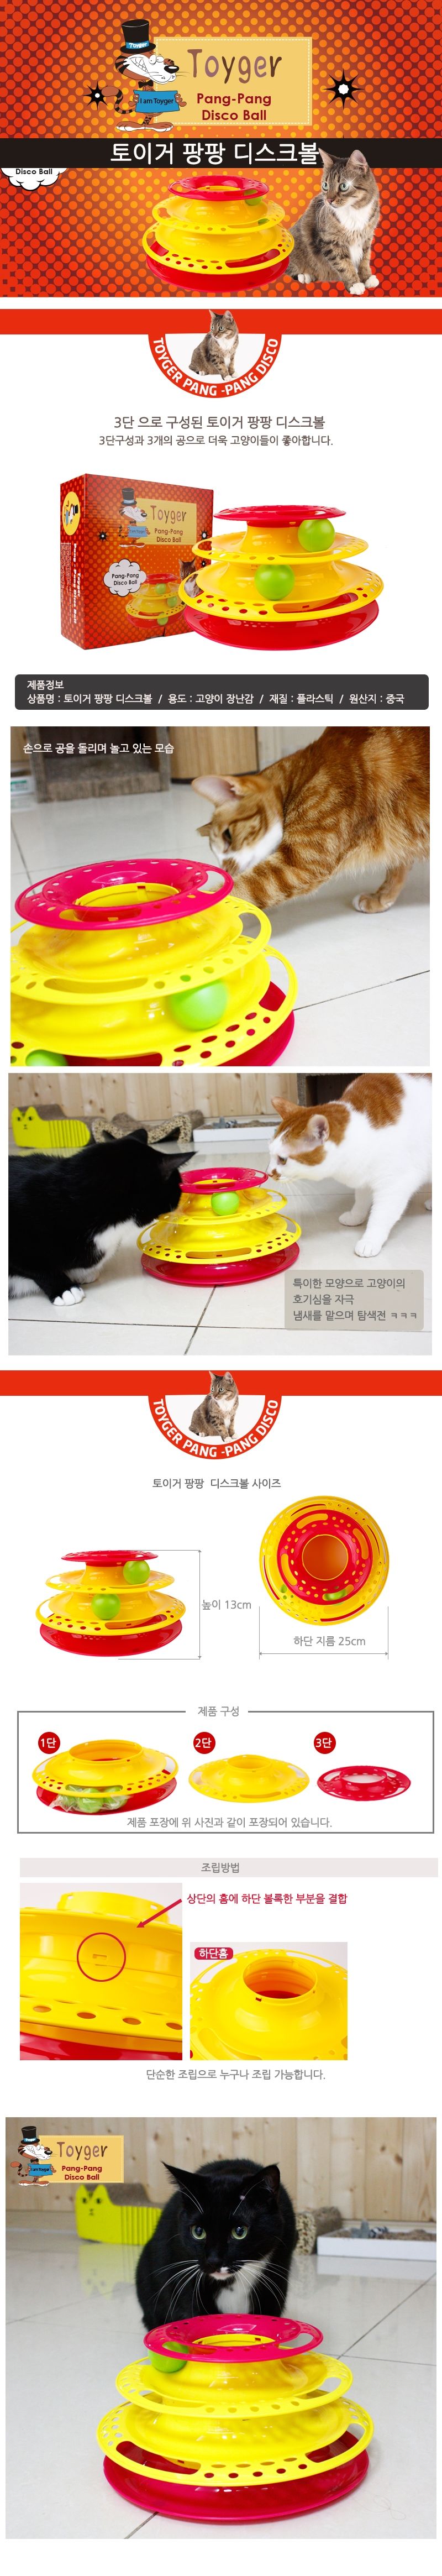 Toyger
Toyger
I am Toyger
Pang-Pang
Disco Ball
토이거 팡팡 디스크볼
Disco Ball
TOYGER PANG -PANG DISCO
3단 으로 구성된 토이거 팡팡 디스크볼
3단구성과 3개의 공으로 더욱 고양이들이 좋아합니다.
Toyger
Pang-Pang
Disco Ball
Pang-Pang
Disco Ball
제품정보
상품명 : 토이거 팡팡 디스크볼 / 용도 : 고양이 장난감 / 재질 : 플라스틱 / 원산지 : 중국
손으로 공을 돌리며 놀고 있는 모습
특이한 모양으로 고양이의
호기심을 자극
냄새를 맡으며 탐색전 ㅋㅋㅋ
TOYGER PANG -PANG DISCO
토이거 팡팡 디스크볼 사이즈
높이 13cm
하단 지름 25cm
제품 구성
1단
2단
3단
제품 포장에 위 사진과 같이 포장되어 있습니다.
조립방법
상단의 홈에 하단 볼록한 부분을 결합
하단홈
단순한 조립으로 누구나 조립 가능합니다.
Toyger
I am Toyger
Pang-Pang
Disco Ball